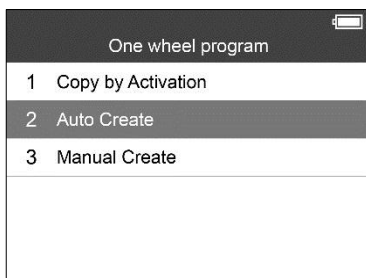 One wheel program
1 Copy by Activation
2 Auto Create
3 Manual Create